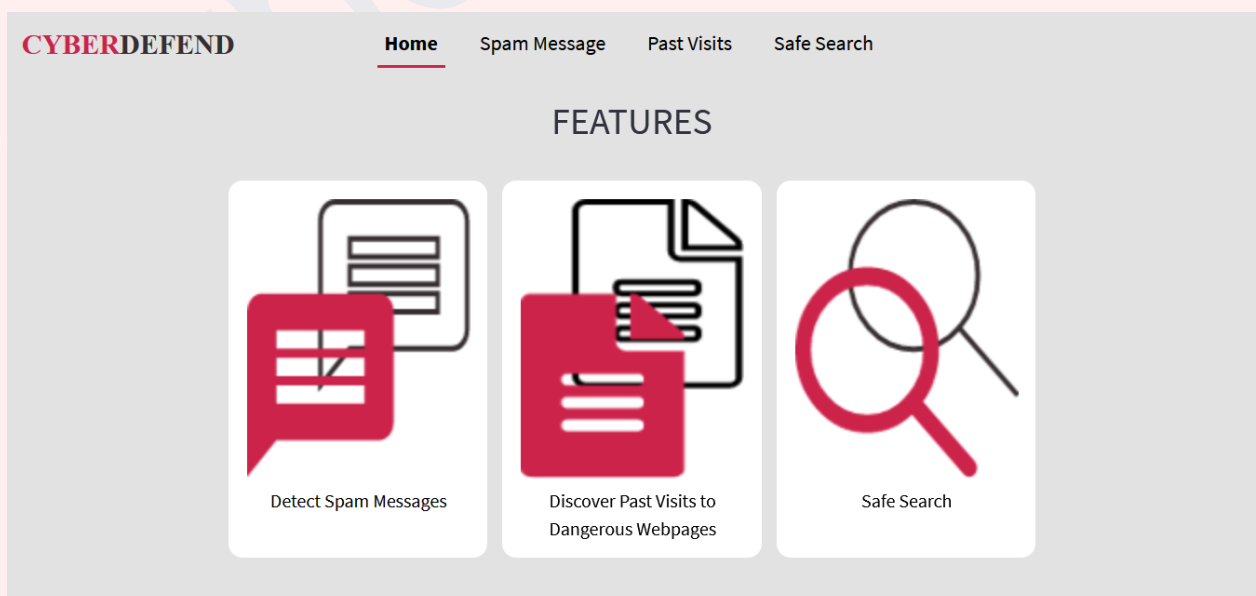 CYBERDEFEND Home Spam Message Past Visits Safe Search
FEATURES
Detect Spam Messages
Discover Past Visits to
Dangerous Webpages
Safe Search